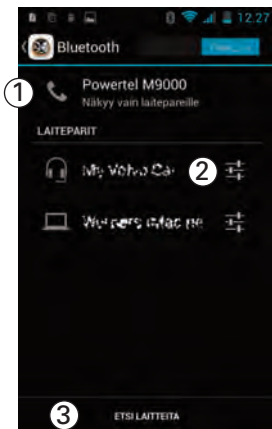 12.27
Bluetooth
1
Powertel M9000
Näkyy vain laitepareille
LAITEPARIT
My Volvo Car
2
3
ETSI LAITTEITA